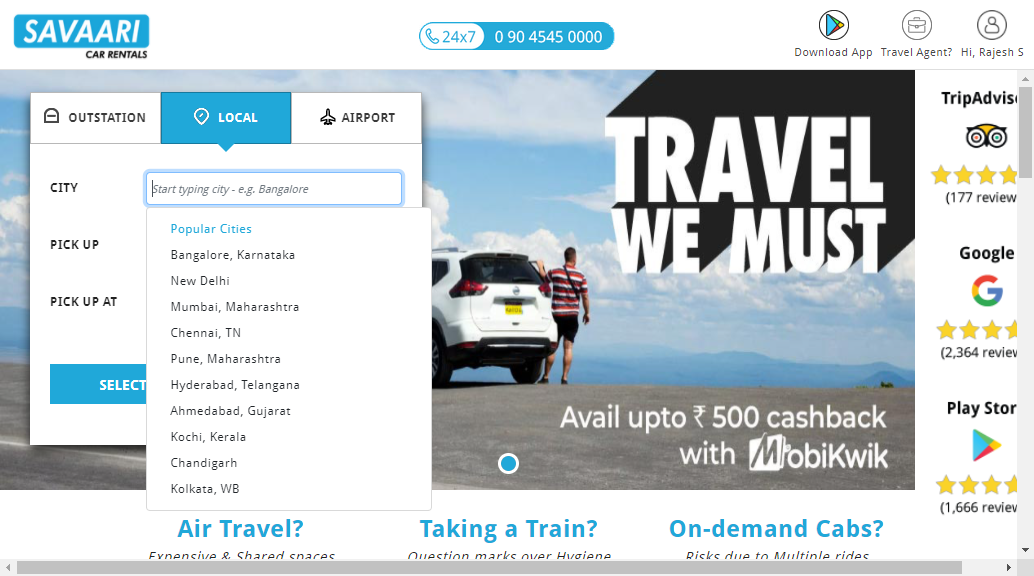 SAVAARI
CAR RENTALS
24x7 0 90 4545 0000
Download App
Travel Agent?
Hi, Rajesh S
OUTSTATION
LOCAL
AIRPORT
CITY
Start typing city - e.g. Bangalore
PICK UP
PICK UP AT
SELECT
Popular Cities
Bangalore, Karnataka
New Delhi
Mumbai, Maharashtra
Chennai, TN
Pune, Maharashtra
Hyderabad, Telangana
Ahmedabad, Gujarat
Kochi, Kerala
Chandigarh
Kolkata, WB
TRAVEL
WE MUST
Avail upto ₹ 500 cashback
with MobiKwik
TripAdvis
(177 review
Google
(2,364 review
Play Stor
(1,666 review
Air Travel?
Expensive & Shared spaces
Taking a Train?
Question marks over Hygiene
On-demand Cabs?
Risks due to Multiple rides